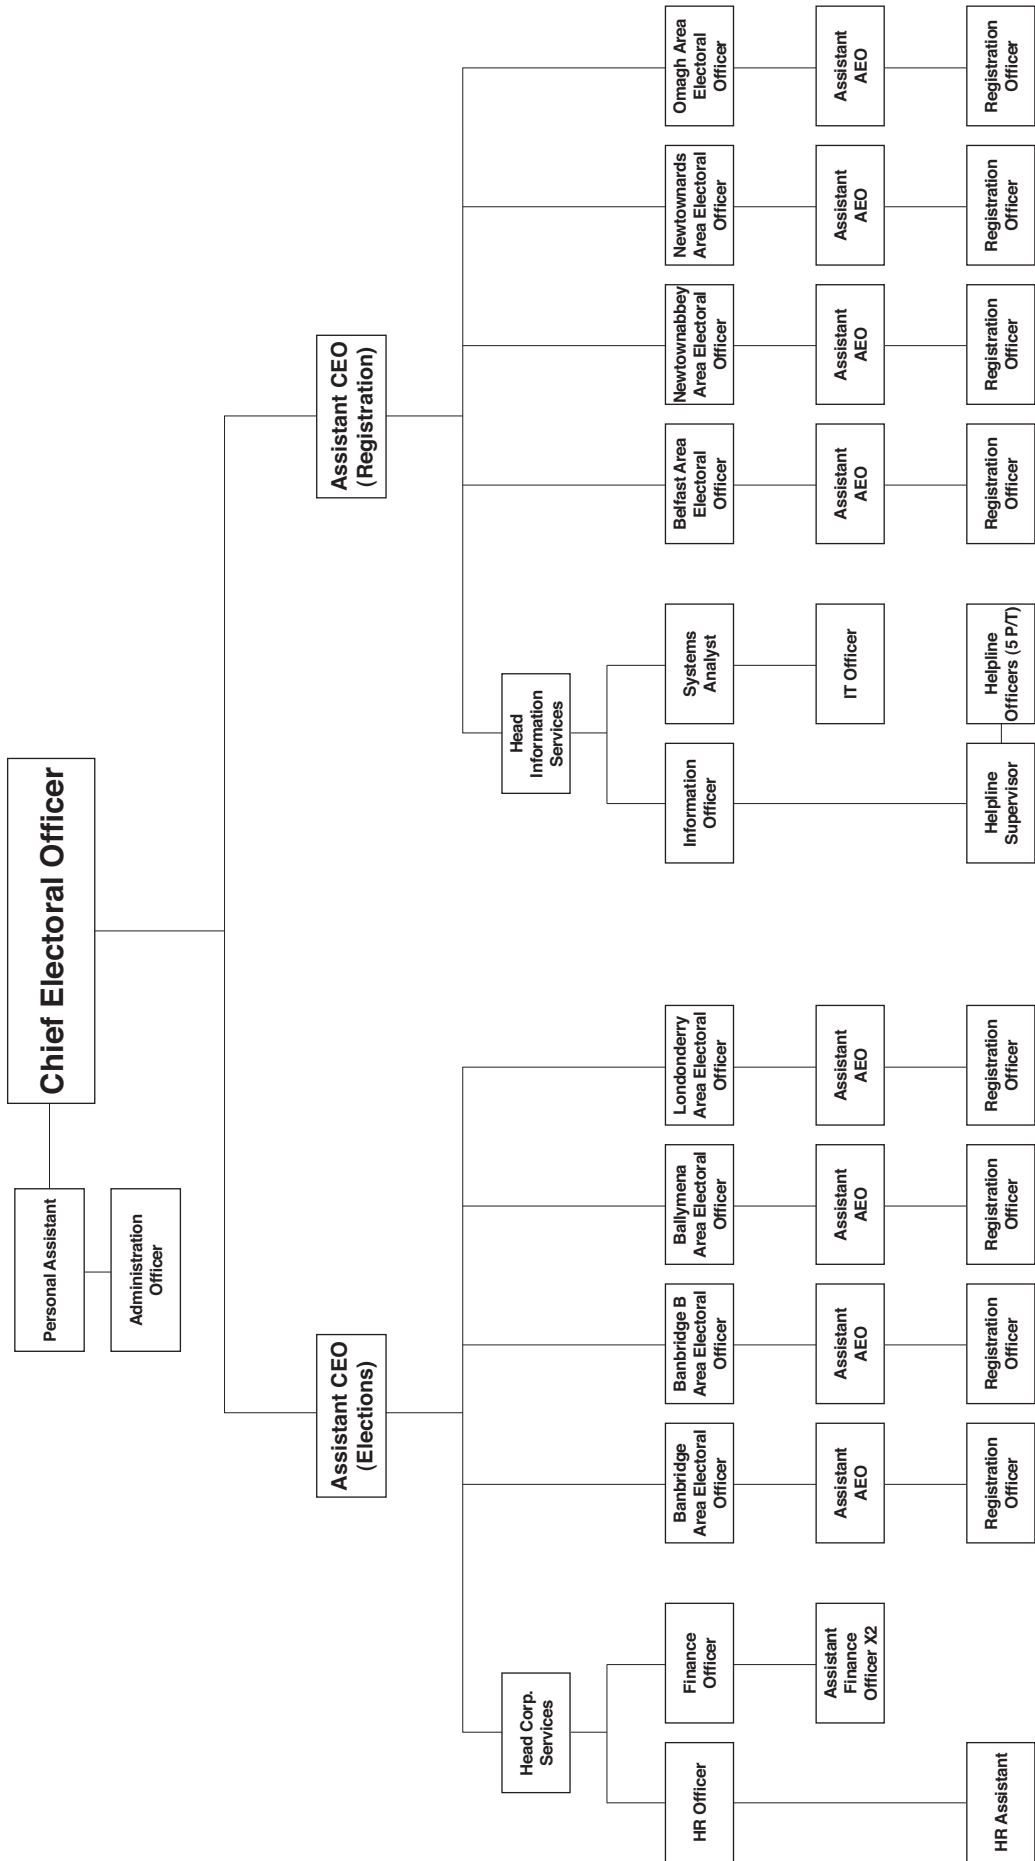 Chief Electoral Officer
Personal Assistant
Administration
Officer
Assistant CEO
(Elections)
Assistant CEO
(Registration)
Head Corp.
Services
Head
Information
Services
HR Officer
Finance
Officer
Banbridge
Area Electoral
Officer
Banbridge B
Area Electoral
Officer
Ballymena
Area Electoral
Officer
Londonderry
Area Electoral
Officer
Information
Officer
Systems
Analyst
Belfast Area
Electoral
Officer
Newtownabbey
Area Electoral
Officer
Newtownards
Area Electoral
Officer
Omagh Area
Electoral
Officer
Assistant
Finance
Officer X2
Assistant
AEO
Assistant
AEO
Assistant
AEO
Assistant
AEO
IT Officer
Assistant
AEO
Assistant
AEO
Assistant
AEO
Assistant
AEO
HR Assistant
Registration
Officer
Registration
Officer
Registration
Officer
Registration
Officer
Helpline
Supervisor
Helpline
Officers (5 P/T)
Registration
Officer
Registration
Officer
Registration
Officer
Registration
Officer